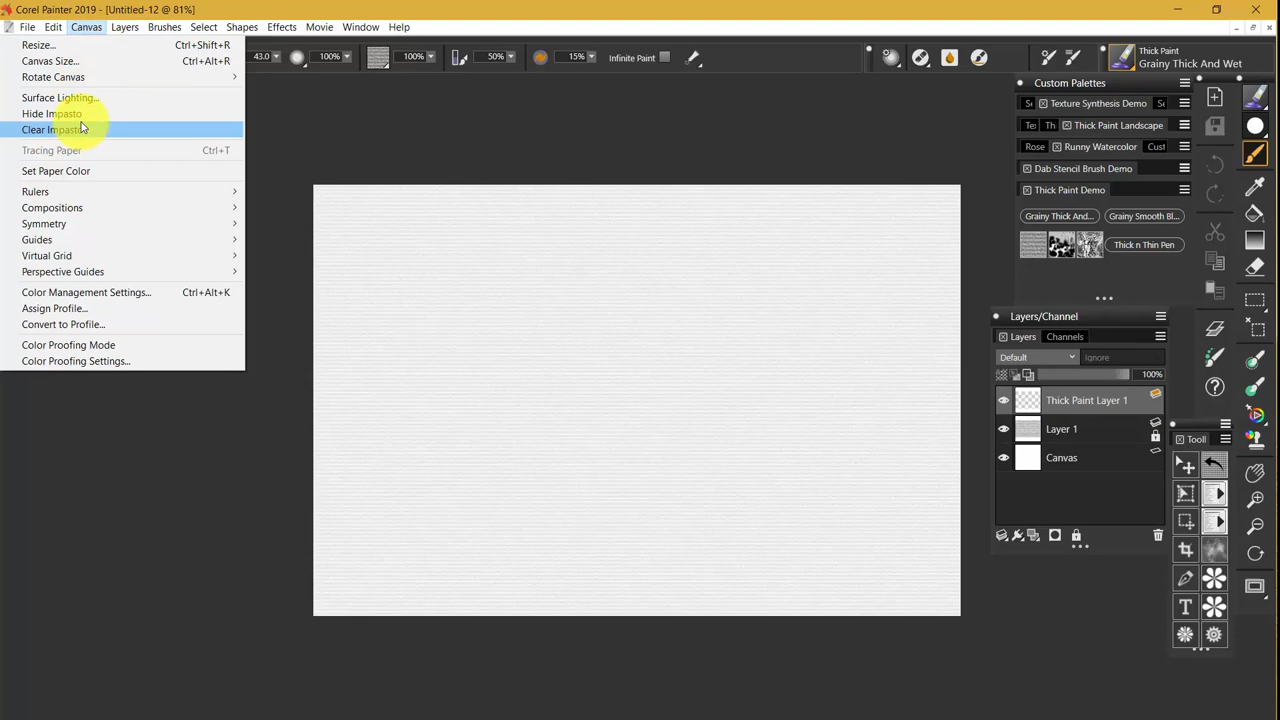 Corel Painter 2019 - [Untitled-12 @ 81%]
File Edit Canvas Layers Brushes Select Shapes Effects Movie Window Help
Resize... Ctrl+Shift+R
Canvas Size... Ctrl+Alt+R
Rotate Canvas
Surface Lighting...
Hide Impasto
Clear Impasto
Tracing Paper Ctrl+T
Set Paper Color
Rulers
Compositions
Symmetry
Guides
Virtual Grid
Perspective Guides
Color Management Settings... Ctrl+Alt+K
Assign Profile...
Convert to Profile...
Color Proofing Mode
Color Proofing Settings...
43.0 100% 100% 50% 15% Infinite Paint
Thick Paint
Grainy Thick And Wet
Custom Palettes
Texture Synthesis Demo
Thick Paint Landscape
Rose Runny Watercolor Cust
Dab Stencil Brush Demo
Thick Paint Demo
Grainy Thick And... Grainy Smooth Bl...
Thick n Thin Pen
Layers/Channel
Layers Channels
Default Ignore
100%
Thick Paint Layer 1
Layer 1
Canvas
Tooll
T